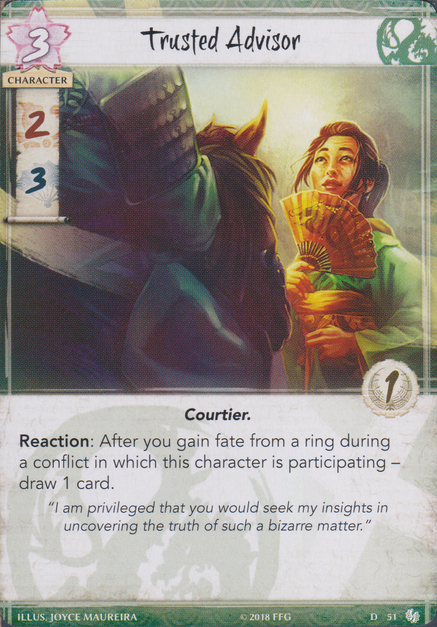 3
Trusted Advisor
CHARACTER
2
3
1
Courtier.
Reaction: After you gain fate from a ring during
a conflict in which this character is participating –
draw 1 card.
“I am privileged that you would seek my insights in
uncovering the truth of such a bizarre matter.”
ILLUS. JOYCE MAUREIRA © 2018 FFG D 51